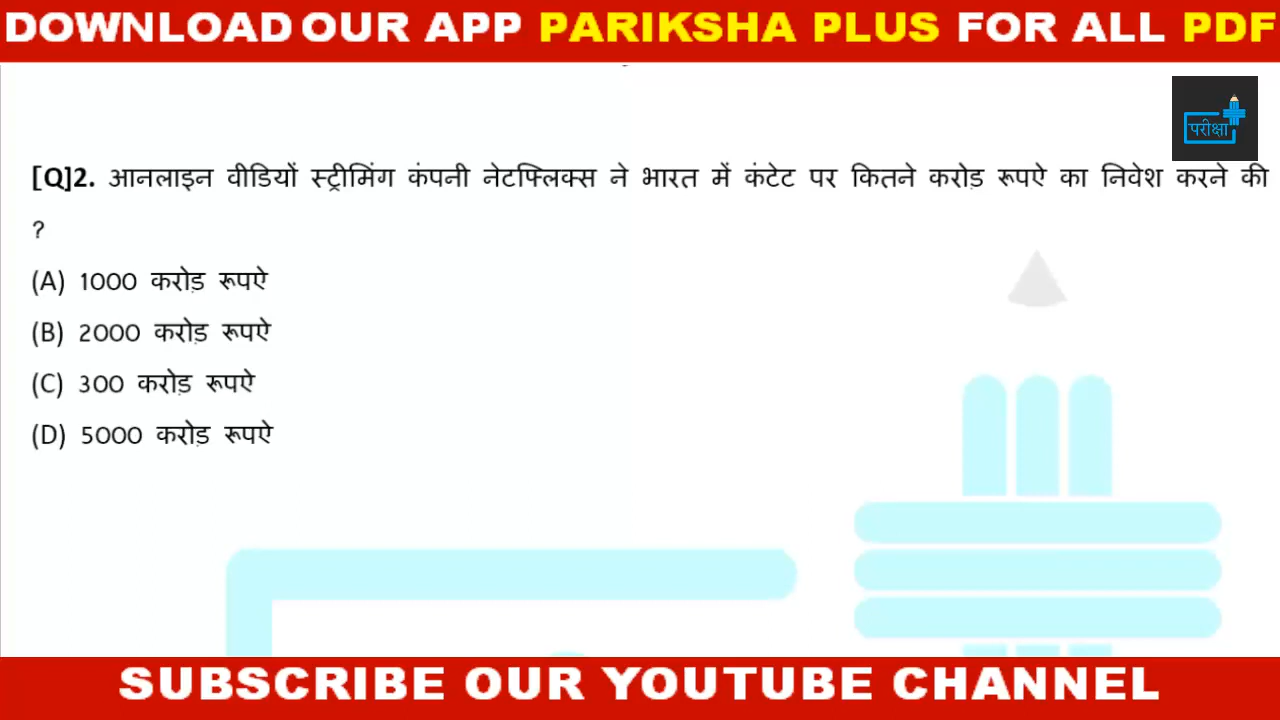 DOWNLOAD OUR APP PARIKSHA PLUS FOR ALL PDF
परीक्षा
[Q]2. आनलाइन वीडियों स्ट्रीमिंग कंपनी नेटफ्लिक्स ने भारत में कंटेट पर कितने करोड़ रूपऐ का निवेश करने की
?
(A) 1000 करोड़ रूपऐ
(B) 2000 करोड़ रूपऐ
(C) 300 करोड़ रूपऐ
(D) 5000 करोड़ रूपऐ
SUBSCRIBE OUR YOUTUBE CHANNEL